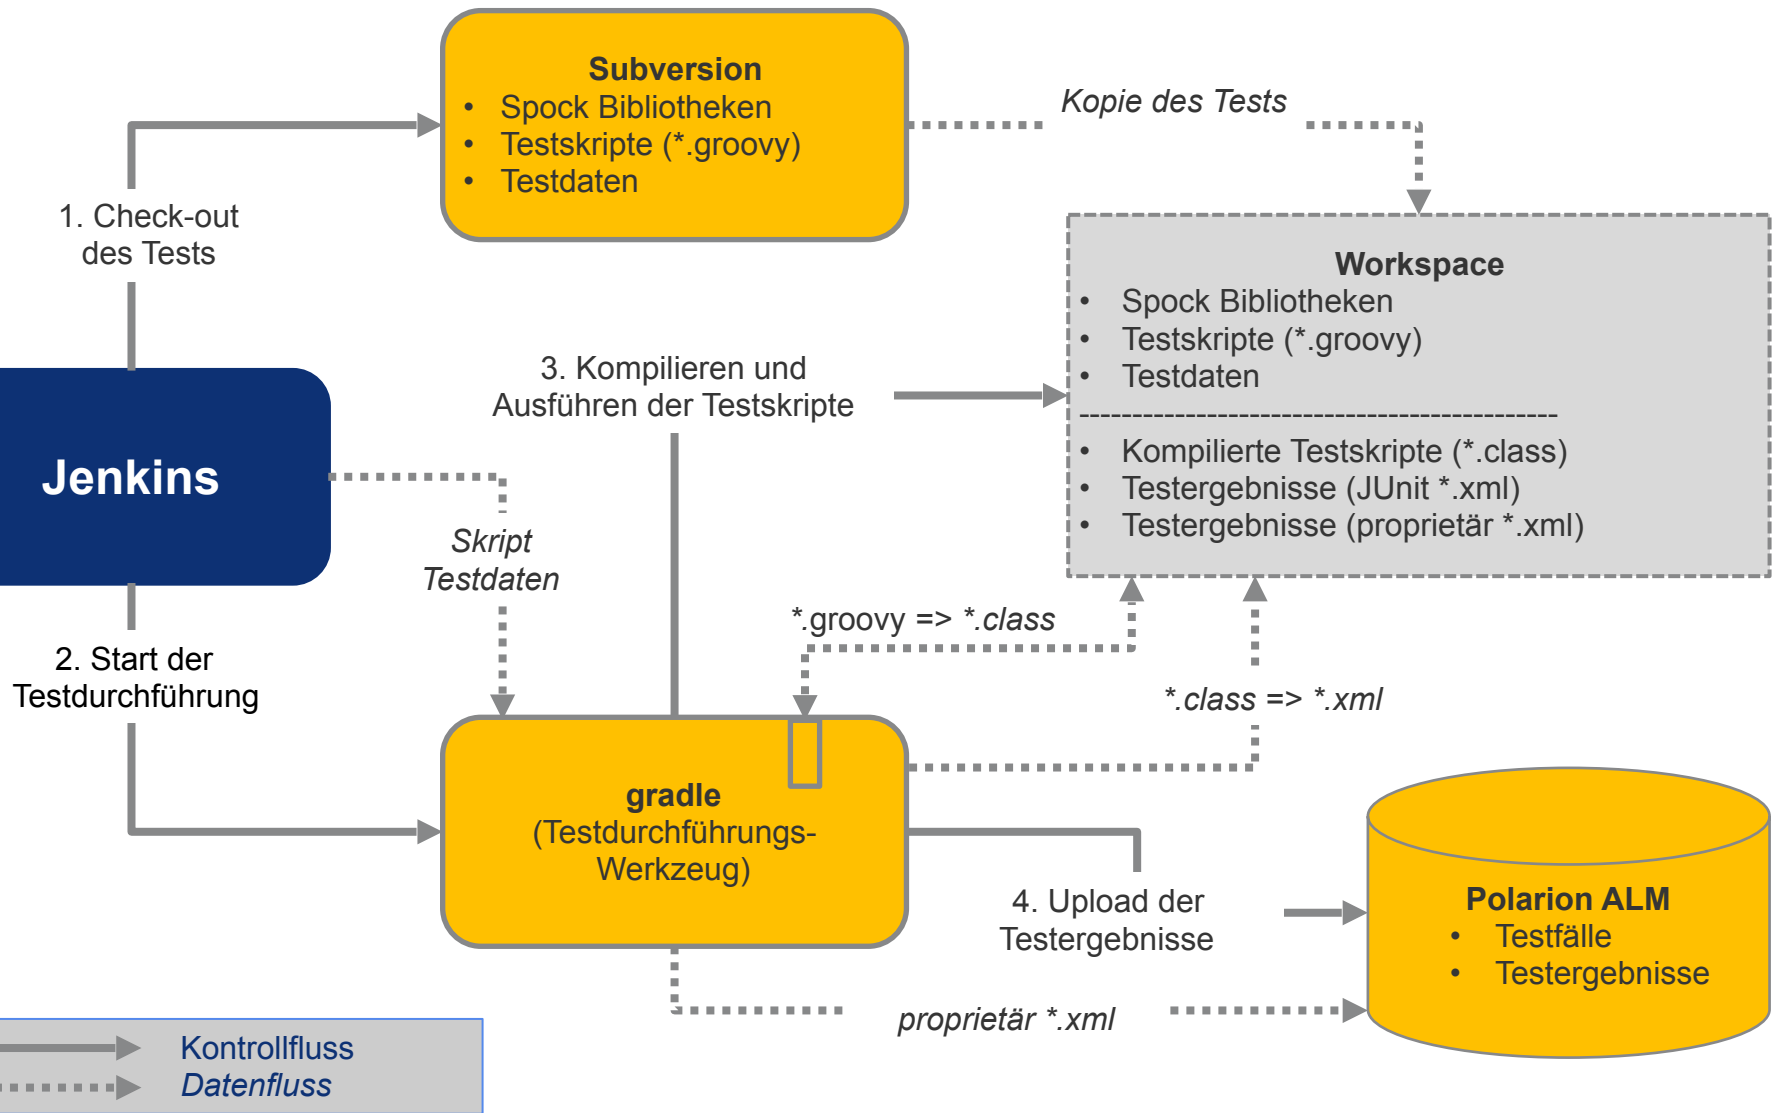 Subversion
• Spock Bibliotheken
• Testskripte (*.groovy)
• Testdaten
Kopie des Tests
1. Check-out
des Tests
Workspace
• Spock Bibliotheken
• Testskripte (*.groovy)
• Testdaten
---------------------------------------------
• Kompilierte Testskripte (*.class)
• Testergebnisse (JUnit *.xml)
• Testergebnisse (proprietär *.xml)
3. Kompilieren und
Ausführen der Testskripte
Jenkins
Skript
Testdaten
*.groovy => *.class
2. Start der
Testdurchführung
*.class => *.xml
gradle
(Testdurchführungs-
Werkzeug)
4. Upload der
Testergebnisse
Polarion ALM
• Testfälle
• Testergebnisse
proprietär *.xml
Kontrollfluss
Datenfluss